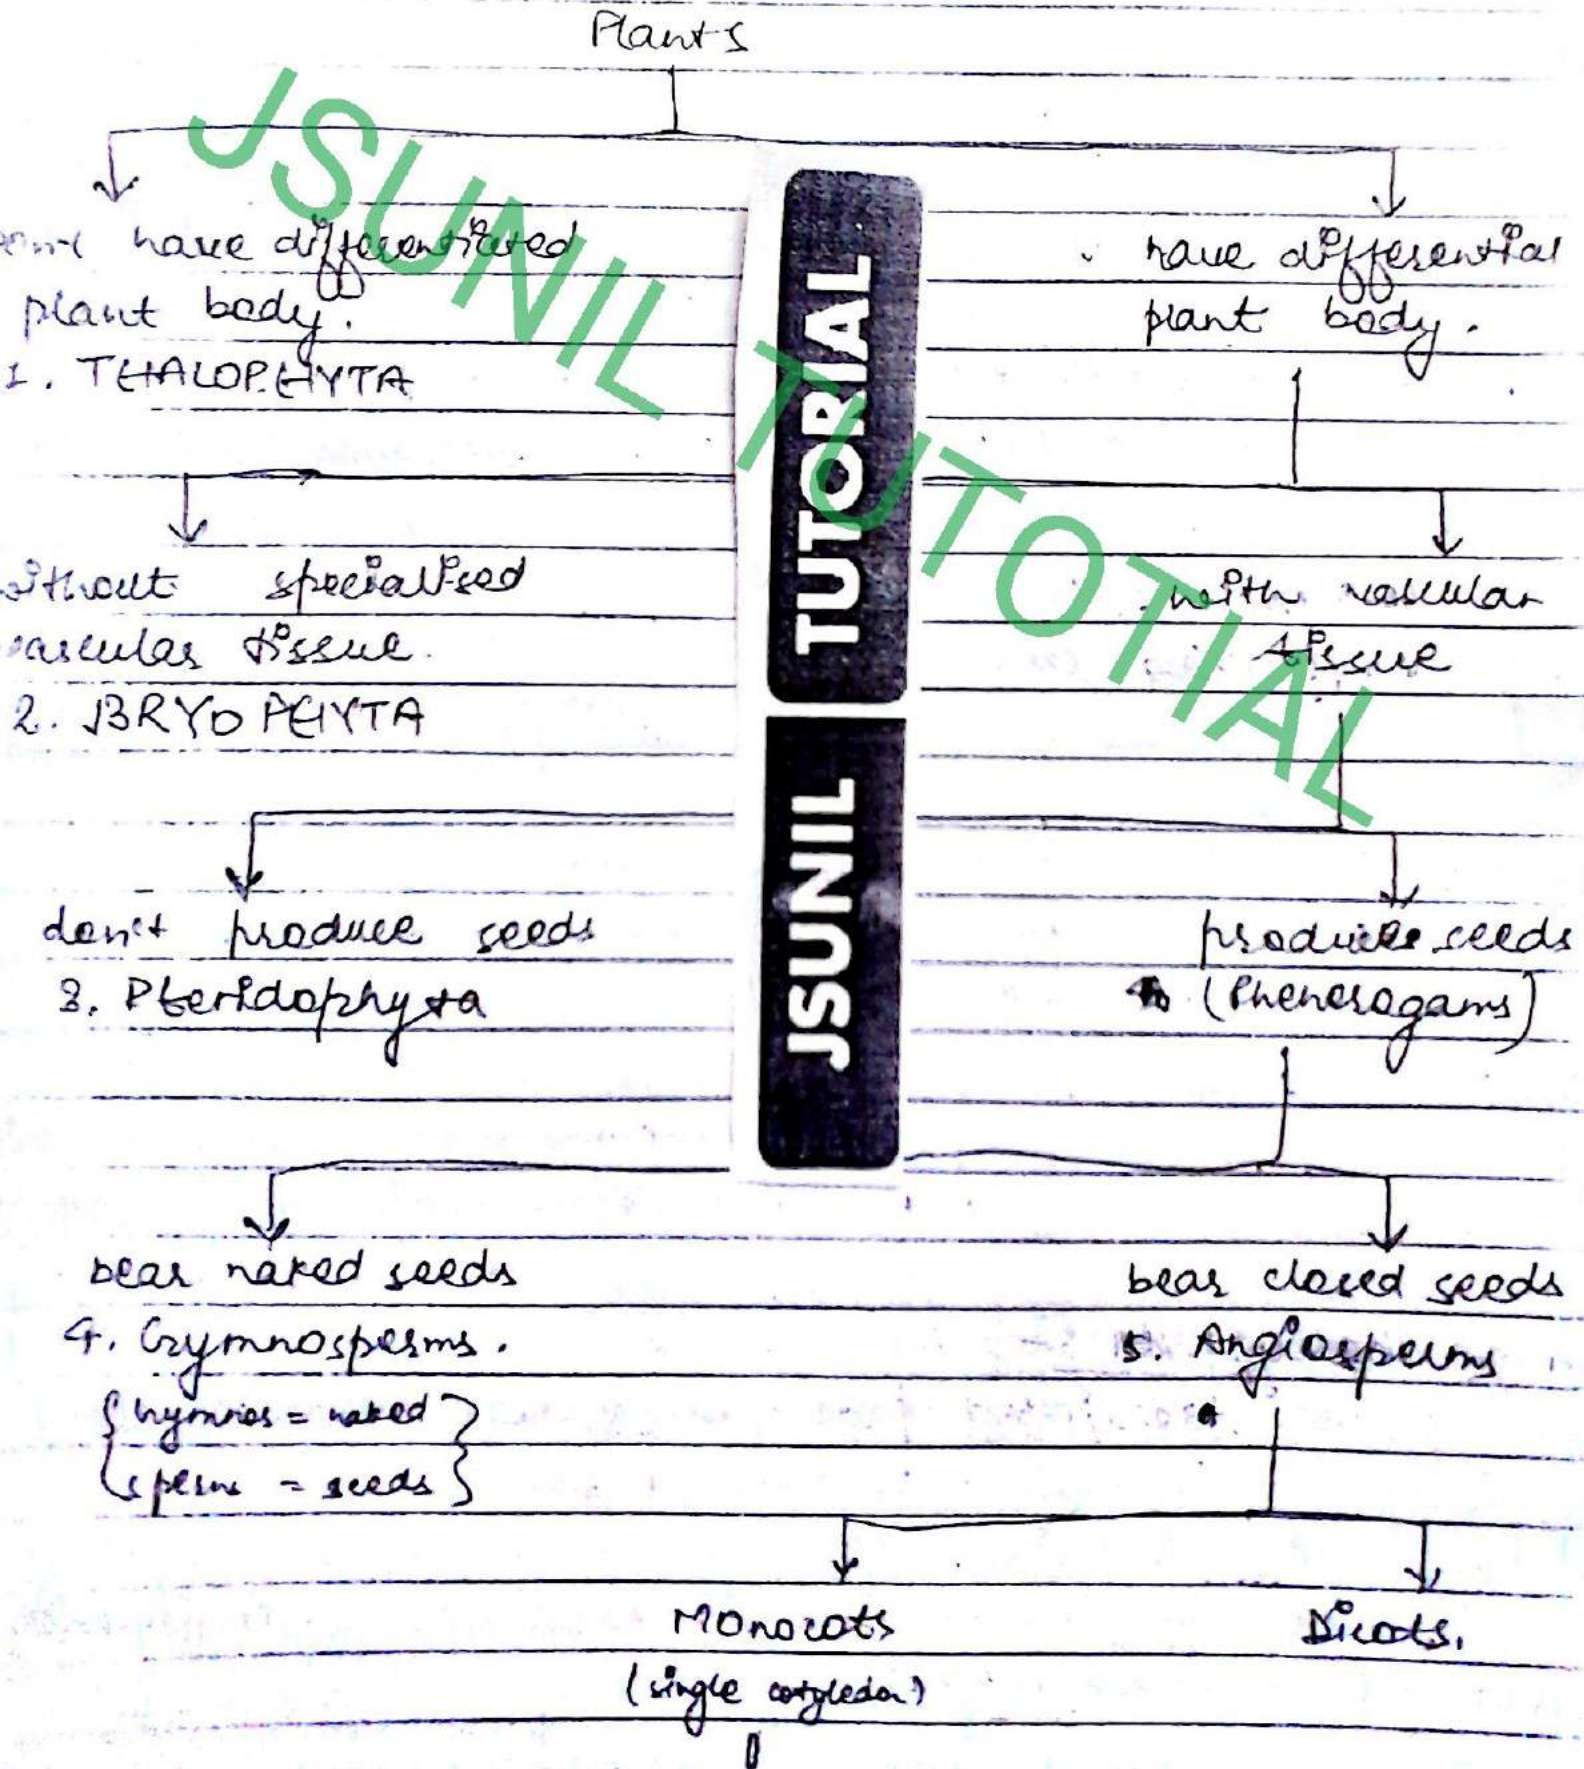 Plants
have differentiated
plant body.
1. THALOPHYTA
have differential
plant body.
without specialised
vascular tissue.
2. BRYOPHYTA
with vascular
tissue
don't produce seeds
3. Pteridophyta
produce seeds
(Phenerogams)
bear naked seeds
4. Gymnosperms.
{ Gymnos = naked }
{ sperm = seeds }
bear closed seeds
5. Angiosperms
Monocots
(single cotyledon)
Dicots.
JSUNIL TUTORIAL
JSUNIL TUTOTIAL